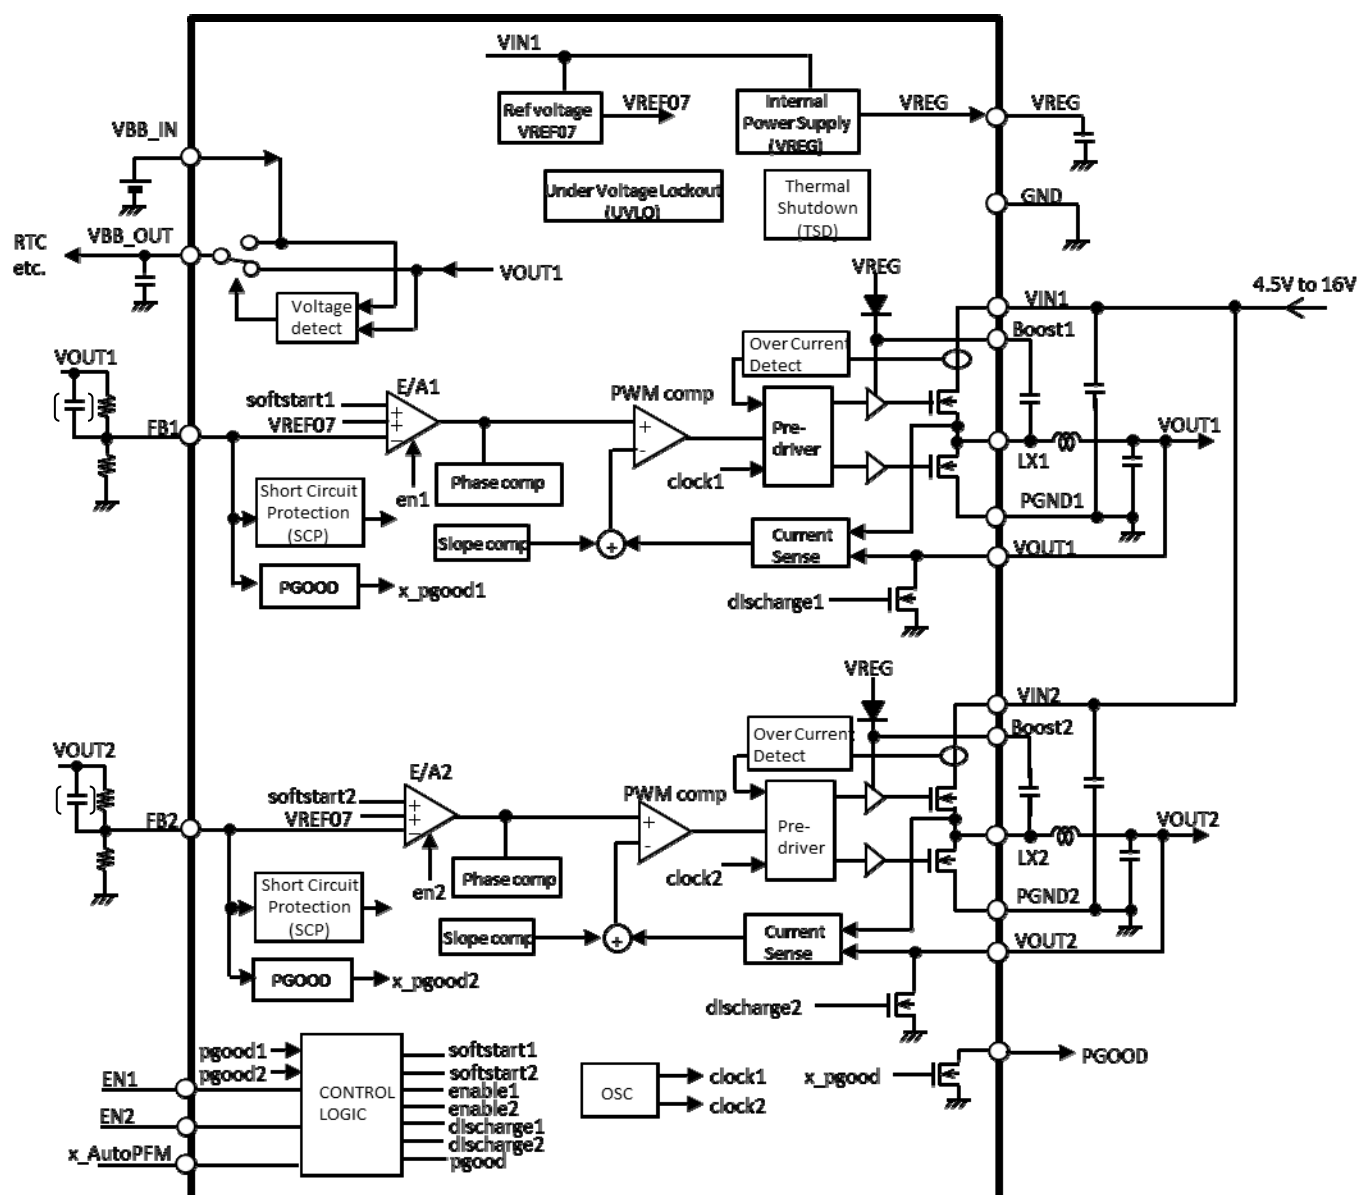 VIN1
Ref voltage
VREF07
VREF07
Internal
Power Supply
(VREG)
VREG
VREG
VBB_IN
Under Voltage Lockout
(UVLO)
Thermal
Shutdown
(TSD)
GND
RTC
etc.
VBB_OUT
VOUT1
Voltage
detect
VREG
VIN1
4.5V to 16V
Boost1
Over Current
Detect
VOUT1
E/A1
softstart1
VREF07
FB1
PWM comp
Pre-
driver
clock1
LX1
VOUT1
Phase comp
en1
Short Circuit
Protection
(SCP)
Slope comp
Current
Sense
PGND1
VOUT1
PGOOD
x_pgood1
discharge1
VREG
VIN2
Boost2
Over Current
Detect
VOUT2
E/A2
softstart2
VREF07
FB2
PWM comp
Pre-
driver
clock2
LX2
VOUT2
Phase comp
en2
Short Circuit
Protection
(SCP)
Slope comp
Current
Sense
PGND2
VOUT2
PGOOD
x_pgood2
discharge2
pgood1
pgood2
EN1
EN2
x_AutoPFM
CONTROL
LOGIC
softstart1
softstart2
enable1
enable2
discharge1
discharge2
pgood
OSC
clock1
clock2
x_pgood
PGOOD